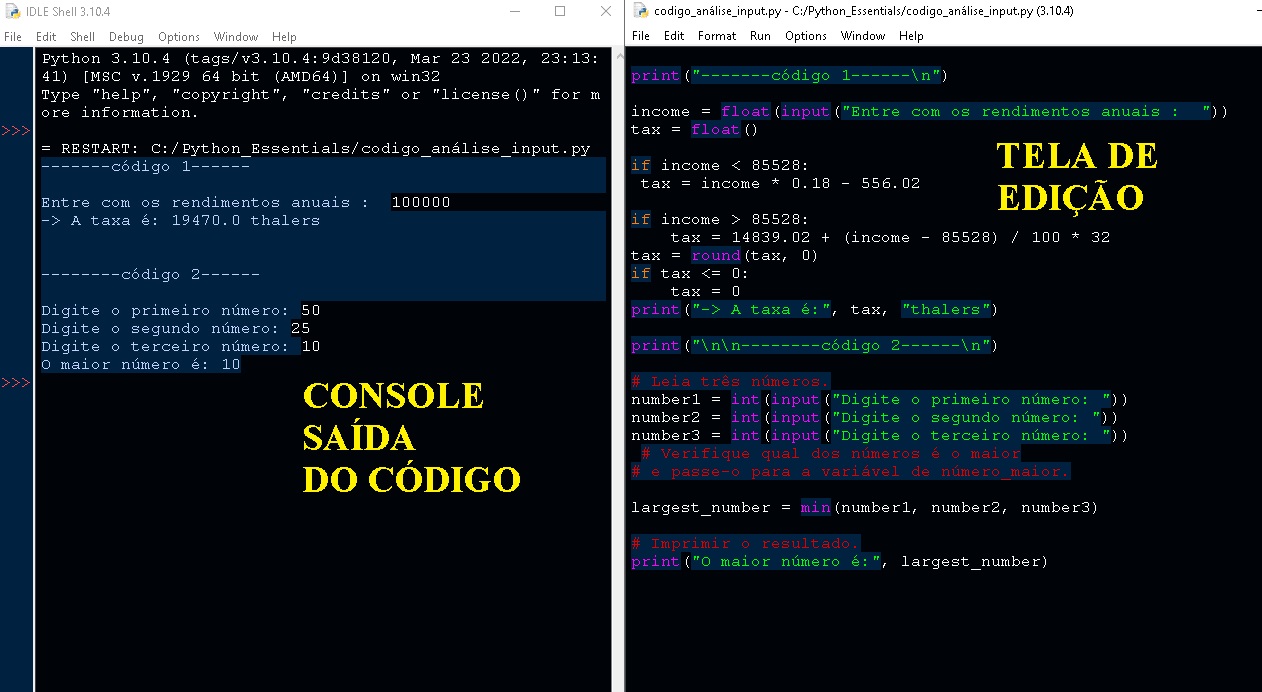 IDLE Shell 3.10.4
File Edit Shell Debug Options Window Help
Python 3.10.4 (tags/v3.10.4:9d38120, Mar 23 2022, 23:13:
41) [MSC v.1929 64 bit (AMD64)] on win32
Type "help", "copyright", "credits" or "license()" for m
ore information.
>>>
= RESTART: C:/Python_Essentials/codigo_análise_input.py
-------código 1------
Entre com os rendimentos anuais :  100000
-> A taxa é: 19470.0 thalers
--------código 2------
Digite o primeiro número: 50
Digite o segundo número: 25
Digite o terceiro número: 10
O maior número é: 10
>>>
CONSOLE
SAÍDA
DO CÓDIGO
codigo_análise_input.py - C:/Python_Essentials/codigo_análise_input.py (3.10.4)
File Edit Format Run Options Window Help
print("-------código 1------\n")
income = float(input("Entre com os rendimentos anuais :  "))
tax = float()
if income < 85528:
 tax = income * 0.18 - 556.02
if income > 85528:
    tax = 14839.02 + (income - 85528) / 100 * 32
tax = round(tax, 0)
if tax <= 0:
    tax = 0
print("-> A taxa é:", tax, "thalers")
print("\n\n--------código 2------\n")
# Leia três números.
number1 = int(input("Digite o primeiro número: "))
number2 = int(input("Digite o segundo número: "))
number3 = int(input("Digite o terceiro número: "))
 # Verifique qual dos números é o maior
# e passe-o para a variável de número_maior.
largest_number = min(number1, number2, number3)
# Imprimir o resultado.
print("O maior número é:", largest_number)
TELA DE
EDIÇÃO